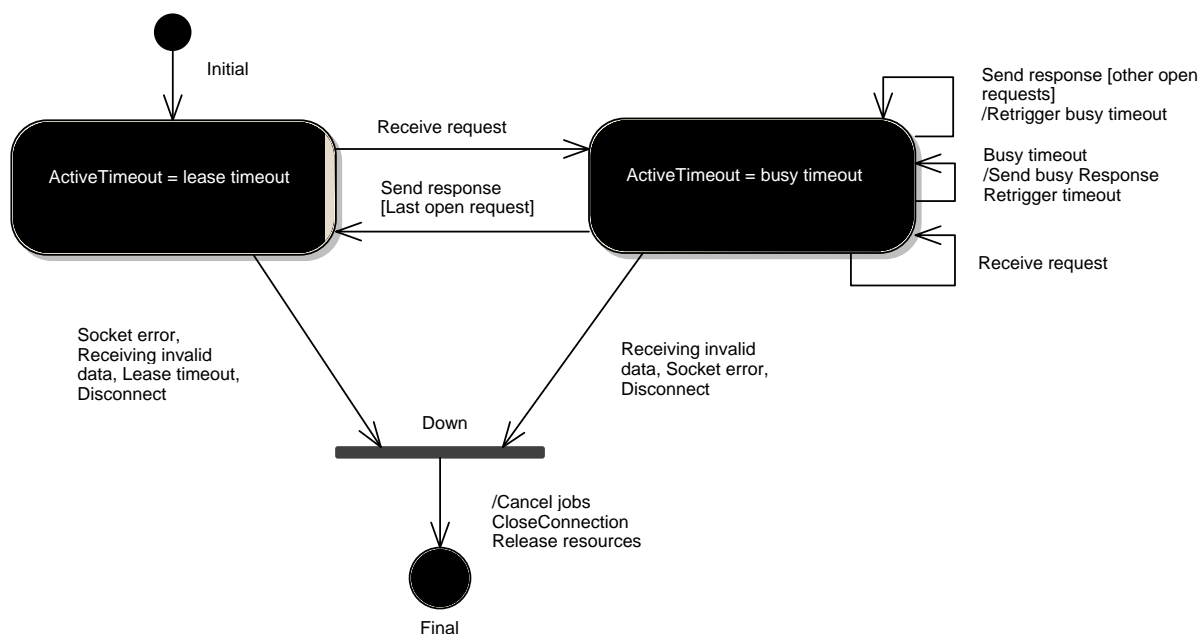 Initial
ActiveTimeout = lease timeout
Receive request
Send response
[Last open request]
ActiveTimeout = busy timeout
Send response [other open
requests]
/Retrigger busy timeout
Busy timeout
/Send busy Response
Retrigger timeout
Receive request
Socket error,
Receiving invalid
data, Lease timeout,
Disconnect
Receiving invalid
data, Socket error,
Disconnect
Down
/Cancel jobs
CloseConnection
Release resources
Final